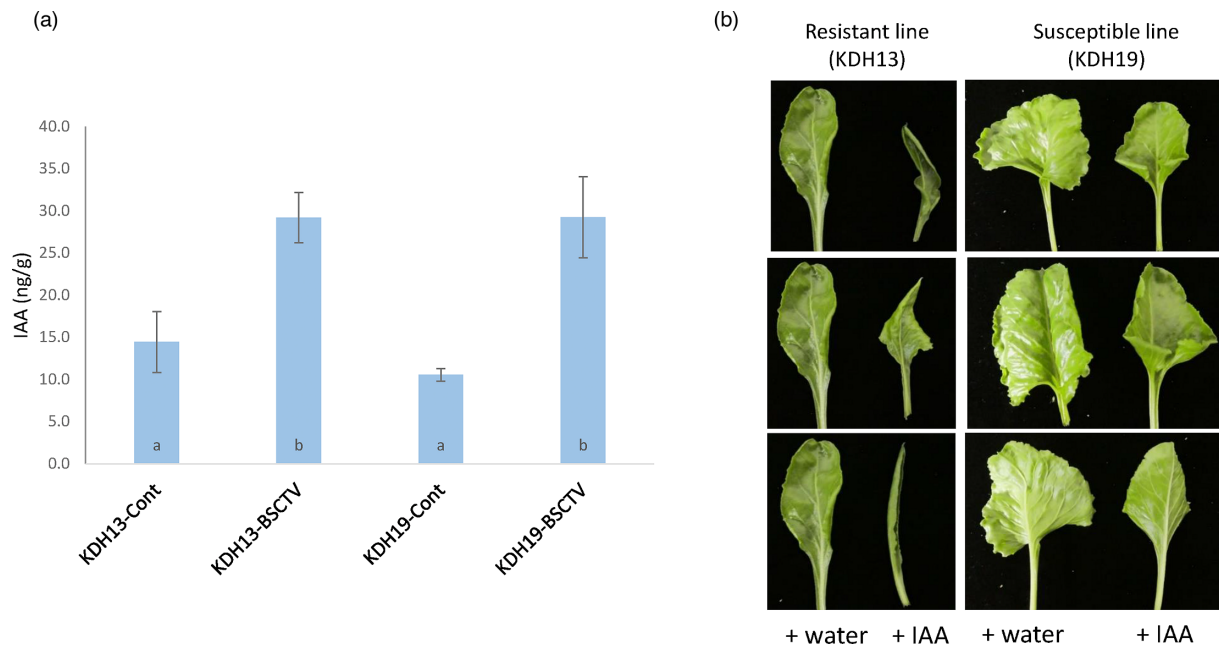 (a)
IAA (ng/g)
40.0
35.0
30.0
25.0
20.0
15.0
10.0
5.0
0.0
a
b
a
b
KDH13-Cont
KDH13-BSCTV
KDH19-Cont
KDH19-BSCTV
(b)
Resistant line
(KDH13)
Susceptible line
(KDH19)
+ water
+ IAA
+ water
+ IAA